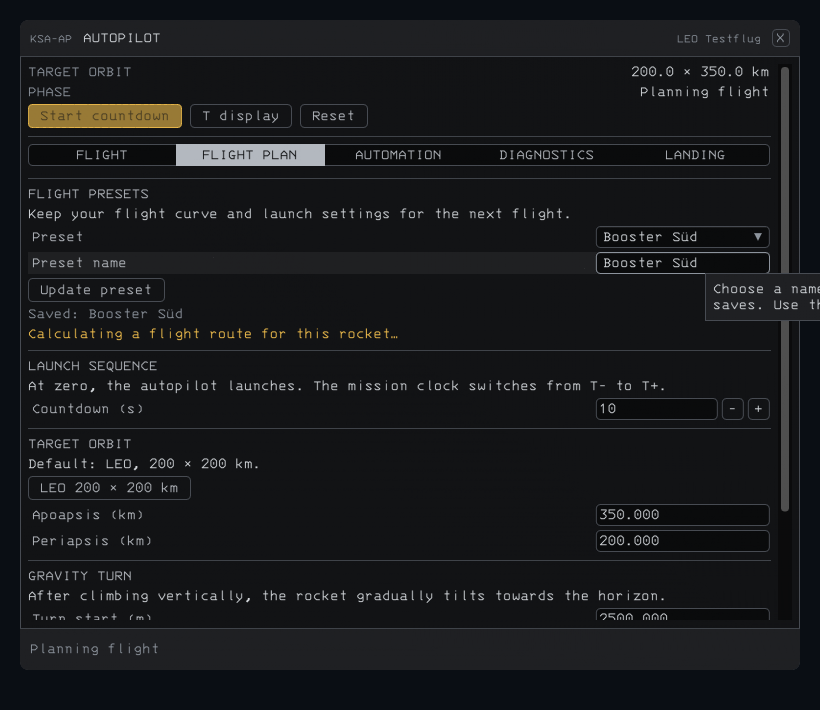 KSA-AP AUTOPILOT LEO Testflug X
TARGET ORBIT 200.0 × 350.0 km
PHASE Planning flight
Start countdown T display Reset
FLIGHT FLIGHT PLAN AUTOMATION DIAGNOSTICS LANDING
FLIGHT PRESETS
Keep your flight curve and launch settings for the next flight.
Preset Booster Süd ▼
Preset name Booster Süd
Choose a name
Update preset
saves. Use th
Saved: Booster Süd
Calculating a flight route for this rocket…
LAUNCH SEQUENCE
At zero, the autopilot launches. The mission clock switches from T- to T+.
Countdown (s) 10 - +
TARGET ORBIT
Default: LEO, 200 × 200 km.
LEO 200 × 200 km
Apoapsis (km) 350.000
Periapsis (km) 200.000
GRAVITY TURN
After climbing vertically, the rocket gradually tilts towards the horizon.
Turn start (m) 2500.000
Planning flight